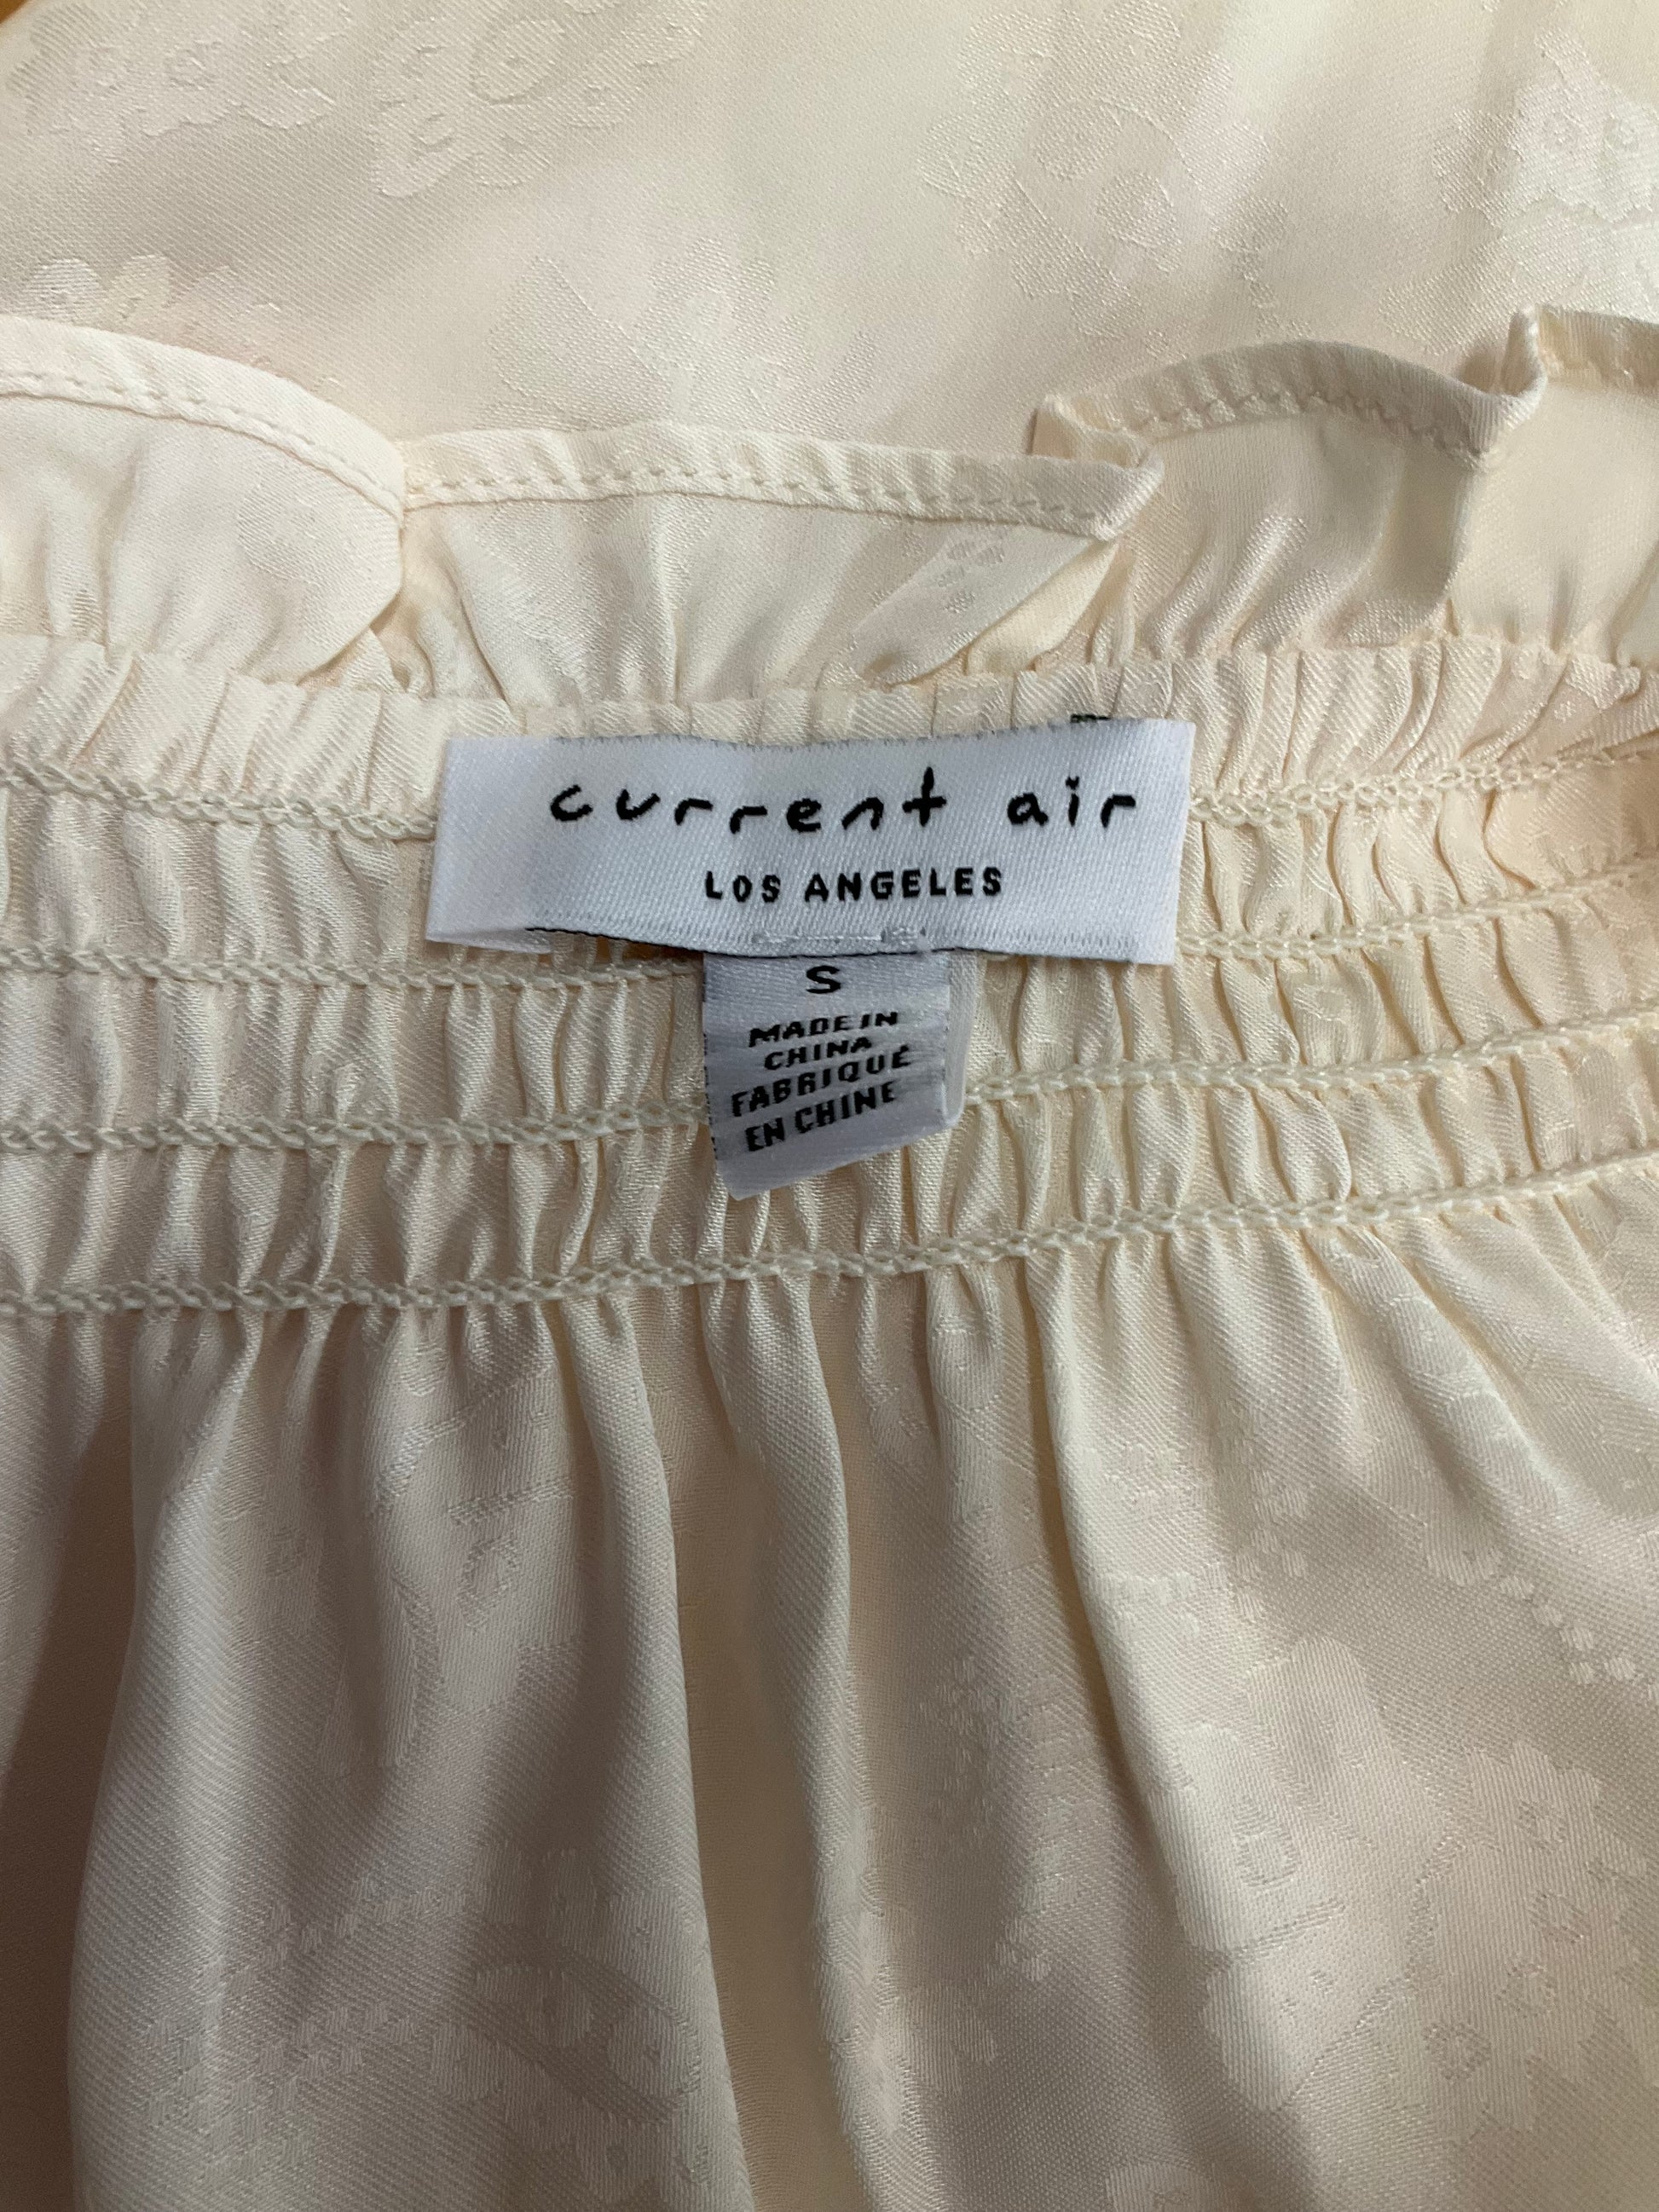 current air
LOS ANGELES
S
MADE IN
CHINA
FABRIQUÉ
EN CHINE